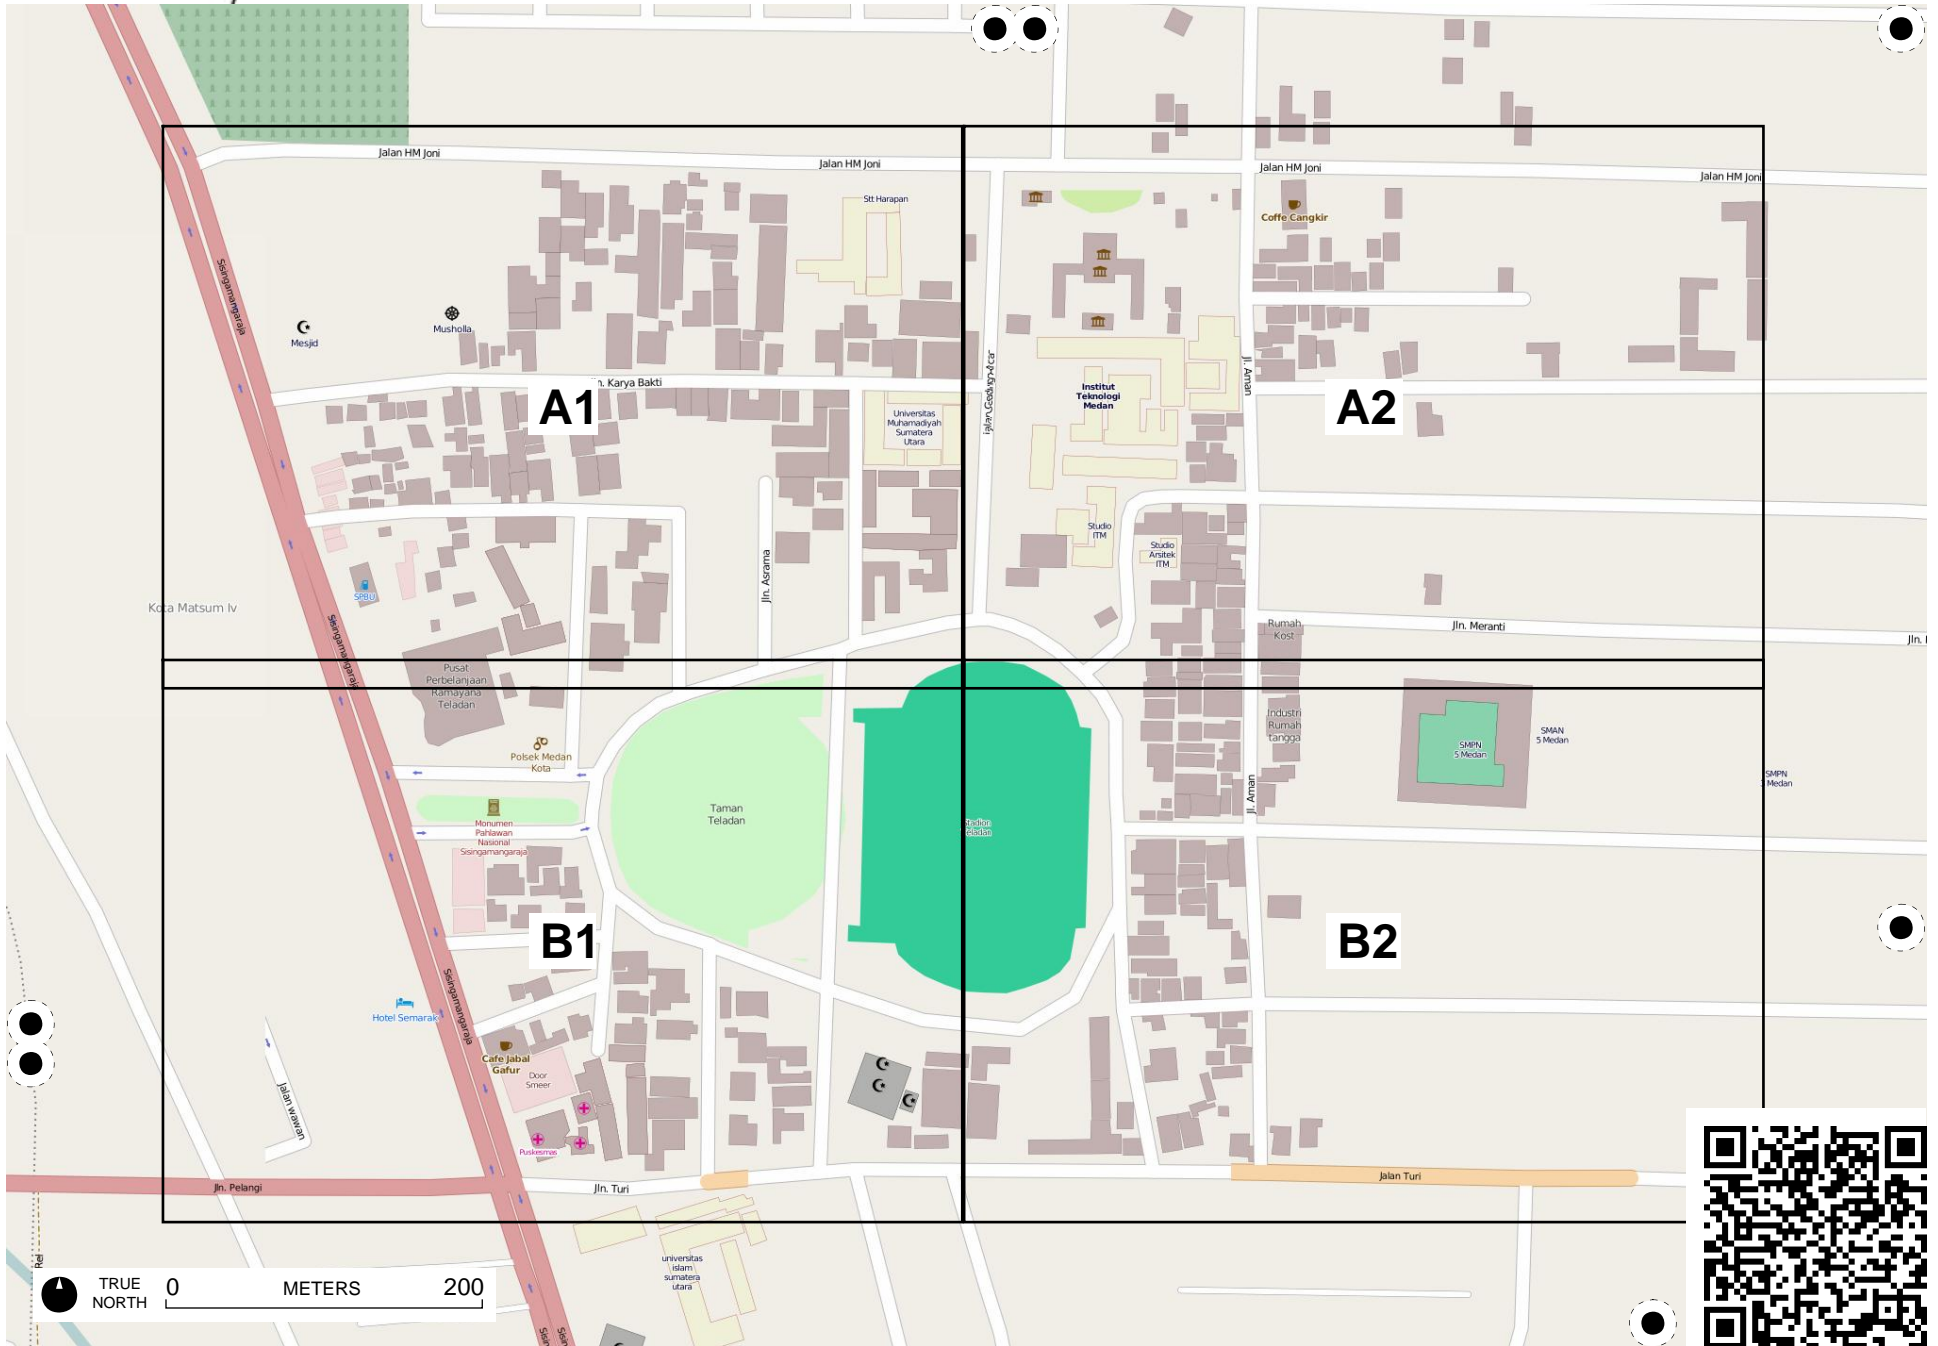 Jalan HM Joni
Jalan HM Joni
Jalan HM Joni
Jalan HM Joni
Stt Harapan
Coffe Cangkir
Sisingamangaraja
Musholla
Mesjid
Jl. Aman
Institut
Teknologi
Medan
A1
A2
Universitas
Muhamadiyah
Sumatera
Utara
Studio
ITM
Studio
Arsitek
ITM
Jln. Asrama
SPBU
Kota Matsum Iv
Sisingamangaraja
Rumah
Kost
Jln. Meranti
Pusat
Perbelanjaan
Ramayana
Teladan
Industri
Rumah
tangga
SMPN
5 Medan
SMAN
5 Medan
SMPN
Medan
Polsek Medan
Kota
Monumen
Pahlawan
Nasional
Sisingamangaraja
Taman
Teladan
Jl. Aman
B1
B2
Sisingamangaraja
Hotel Semarak
Cafe Jabal
Gafur
Door
Smeer
Jalan wawan
Puskesmas
Jln. Pelangi
Jln. Turi
Jalan Turi
Rel
universitas
islam
sumatera
utara
TRUE
NORTH
0 METERS 200